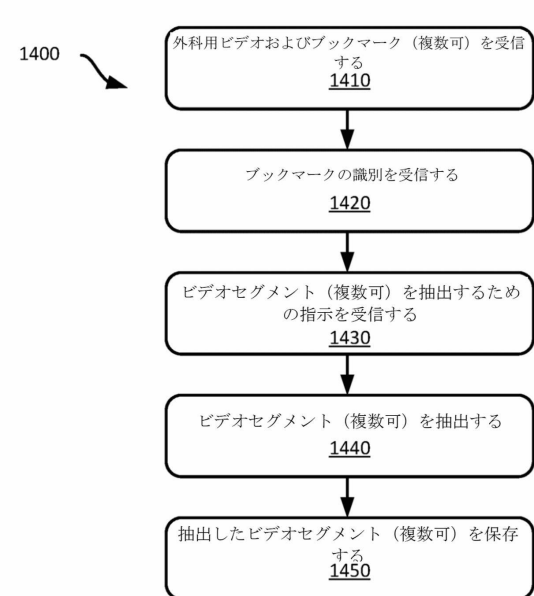 1400
外科用ビデオおよびブックマーク（複数可）を受信
する
1410
ブックマークの識別を受信する
1420
ビデオセグメント（複数可）を抽出するため
の指示を受信する
1430
ビデオセグメント（複数可）を抽出する
1440
抽出したビデオセグメント（複数可）を保存
する
1450